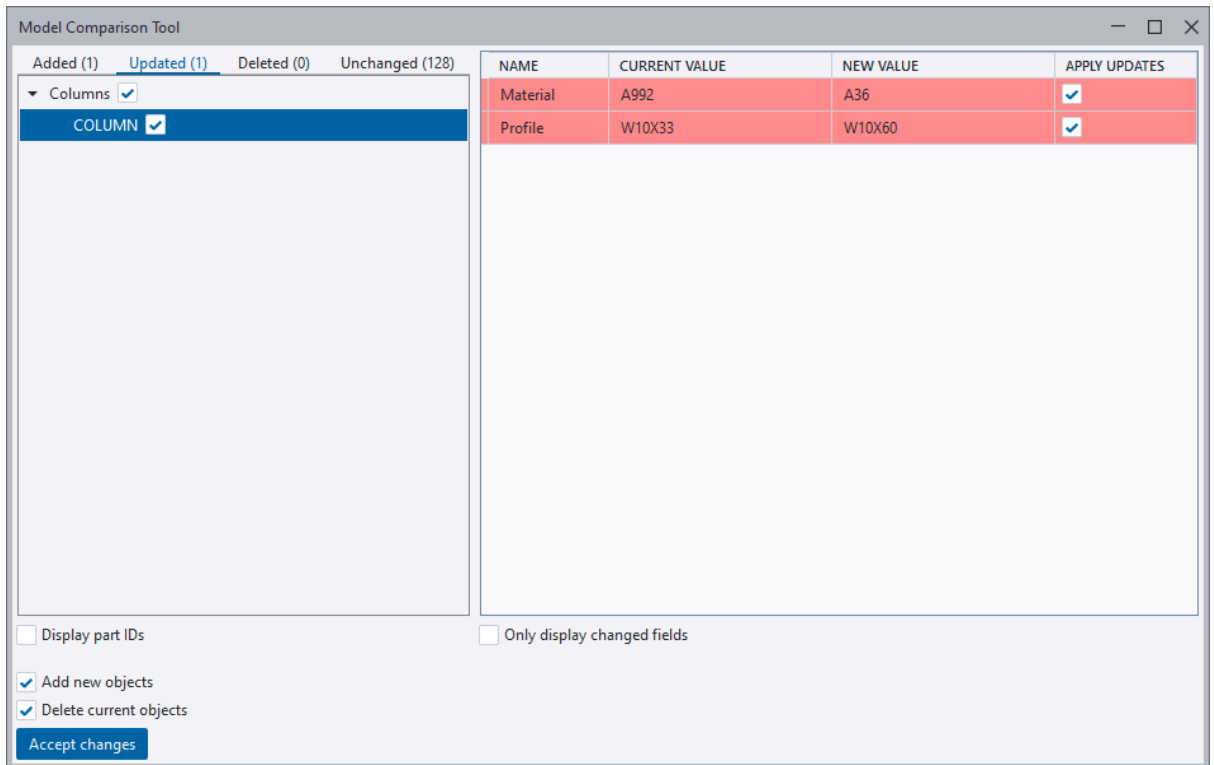 Model Comparison Tool
Added (1) Updated (1) Deleted (0) Unchanged (128)
Columns
COLUMN
NAME CURRENT VALUE NEW VALUE APPLY UPDATES
Material A992 A36
Profile W10X33 W10X60
Display part IDs
Only display changed fields
Add new objects
Delete current objects
Accept changes